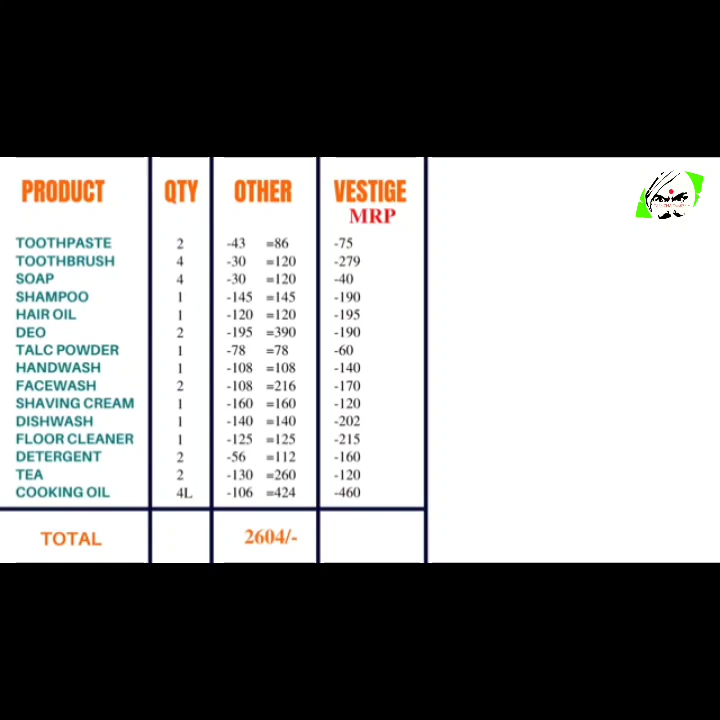 PRODUCT QTY OTHER VESTIGE
MRP
TOOTHPASTE 2 -43 =86 -75
TOOTHBRUSH 4 -30 =120 -279
SOAP 4 -30 =120 -40
SHAMPOO 1 -145 =145 -190
HAIR OIL 1 -120 =120 -195
DEO 2 -195 =390 -190
TALC POWDER 1 -78 =78 -60
HANDWASH 1 -108 =108 -140
FACEWASH 2 -108 =216 -170
SHAVING CREAM 1 -160 =160 -120
DISHWASH 1 -140 =140 -202
FLOOR CLEANER 1 -125 =125 -215
DETERGENT 2 -56 =112 -160
TEA 2 -130 =260 -120
COOKING OIL 4L -106 =424 -460
TOTAL 2604/-